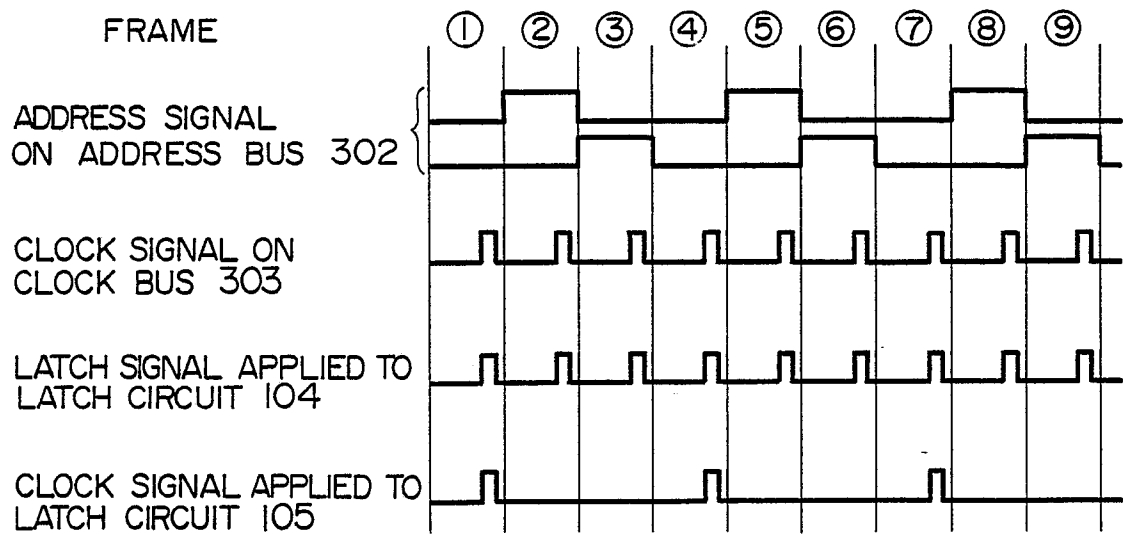 FRAME ① ② ③ ④ ⑤ ⑥ ⑦ ⑧ ⑨
ADDRESS SIGNAL
ON ADDRESS BUS 302
CLOCK SIGNAL ON
CLOCK BUS 303
LATCH SIGNAL APPLIED TO
LATCH CIRCUIT 104
CLOCK SIGNAL APPLIED TO
LATCH CIRCUIT 105